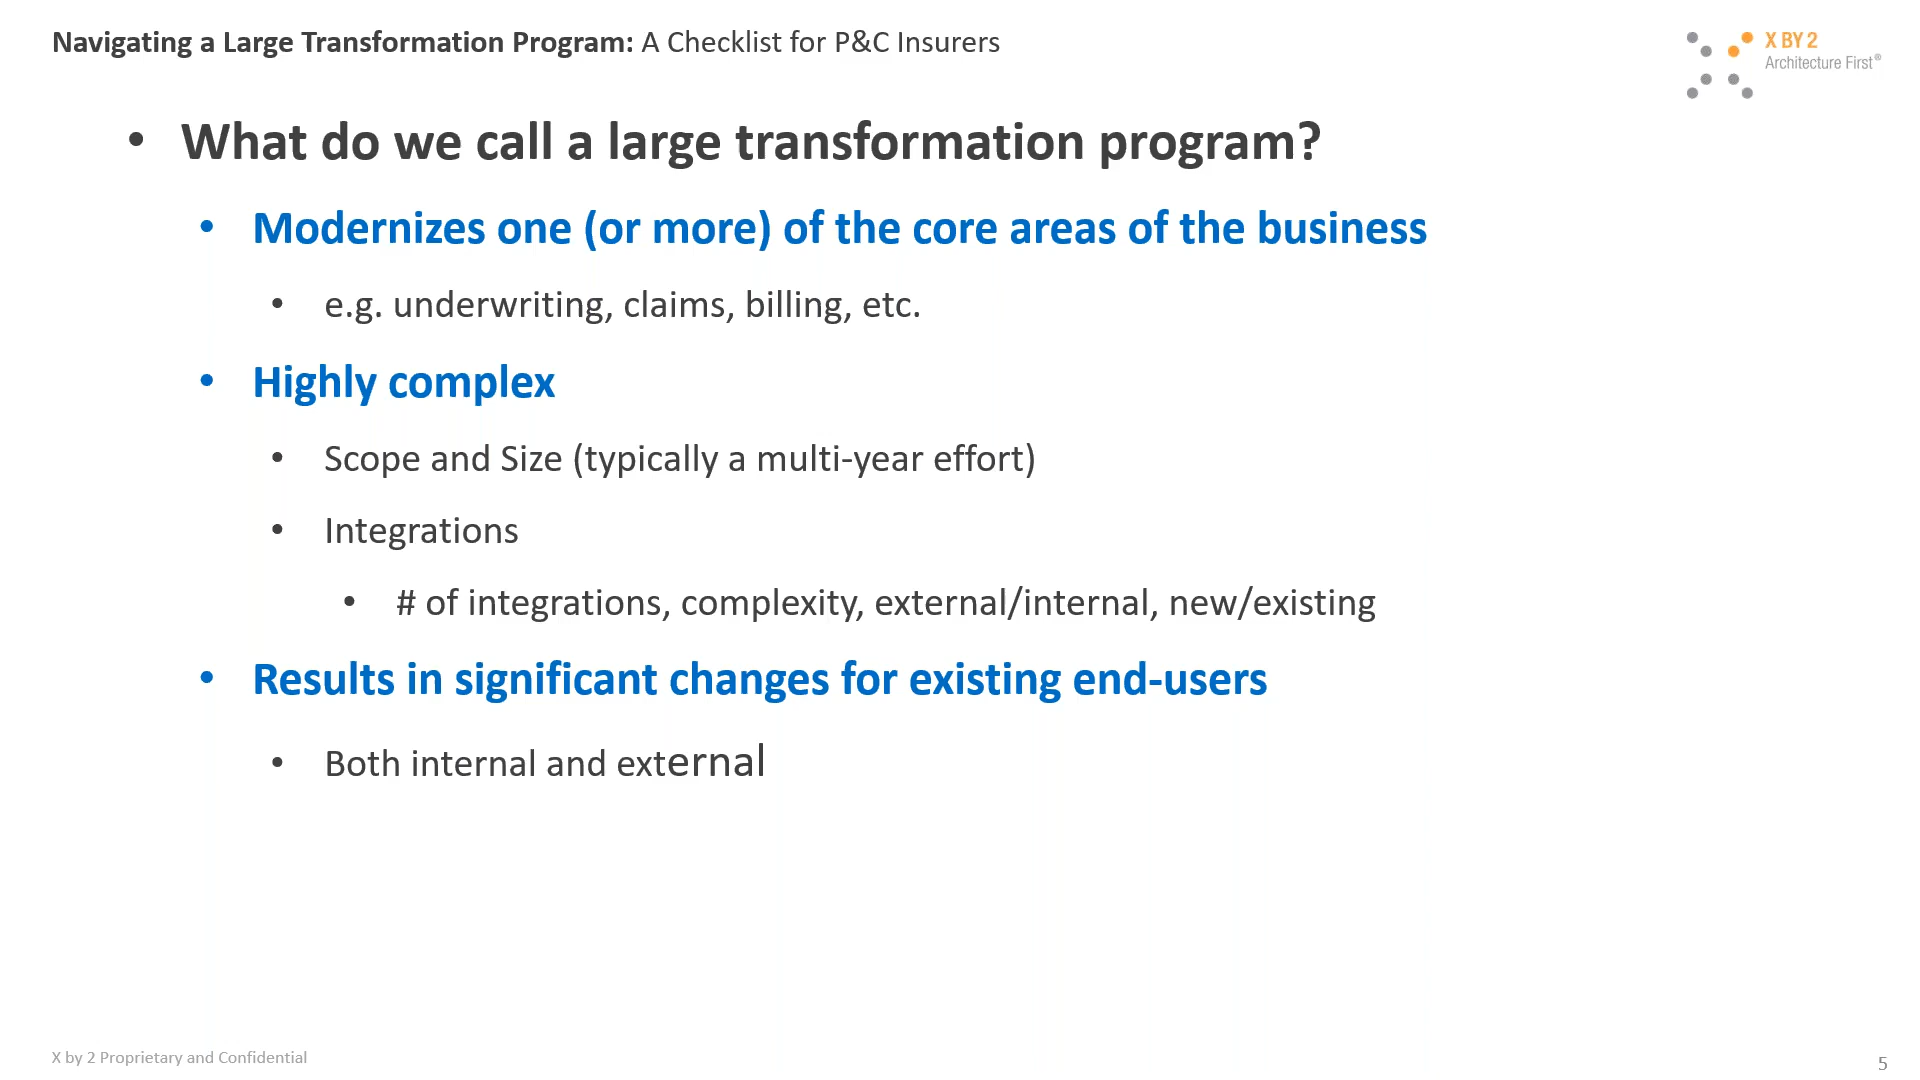 Navigating a Large Transformation Program: A Checklist for P&C Insurers
X BY 2
Architecture First®
• What do we call a large transformation program?
• Modernizes one (or more) of the core areas of the business
• e.g. underwriting, claims, billing, etc.
• Highly complex
• Scope and Size (typically a multi-year effort)
• Integrations
• # of integrations, complexity, external/internal, new/existing
• Results in significant changes for existing end-users
• Both internal and external
X by 2 Proprietary and Confidential
5